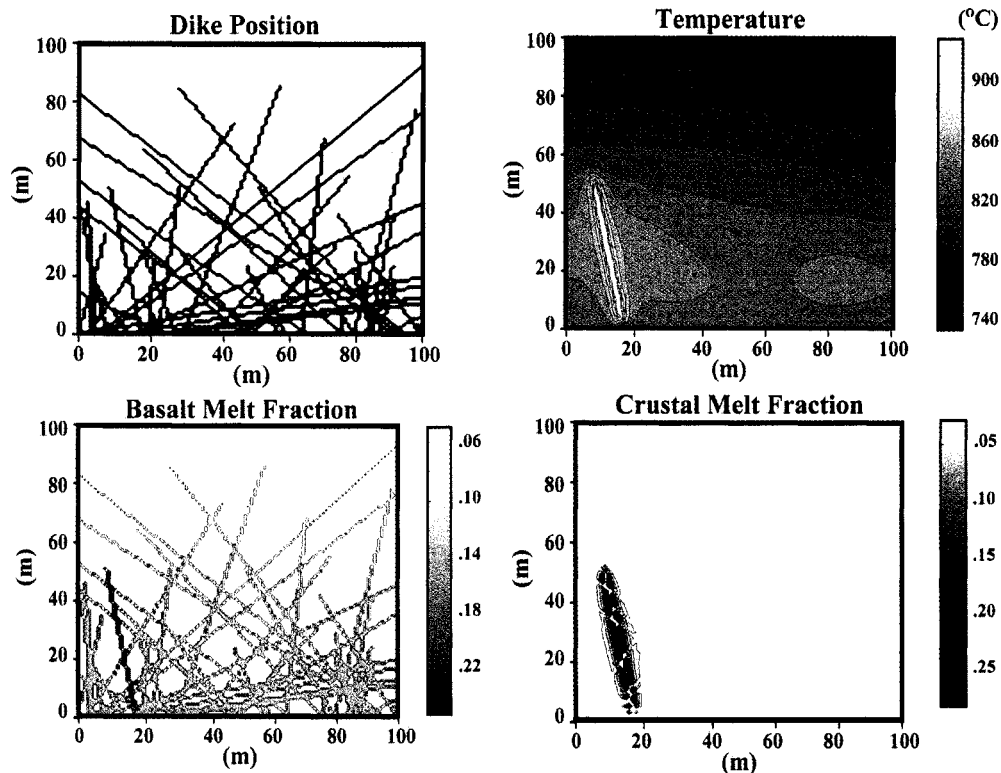 Dike Position
100
80
60
40
20
0
(m)
0 20 40 60 80 100
(m)
Temperature
(°C)
100
80
60
40
20
0
(m)
0 20 40 60 80 100
(m)
900
860
820
780
740
Basalt Melt Fraction
100
80
60
40
20
0
(m)
0 20 40 60 80 100
(m)
.06
.10
.14
.18
.22
Crustal Melt Fraction
100
80
60
40
20
0
(m)
0 20 40 60 80 100
(m)
.05
.10
.15
.20
.25